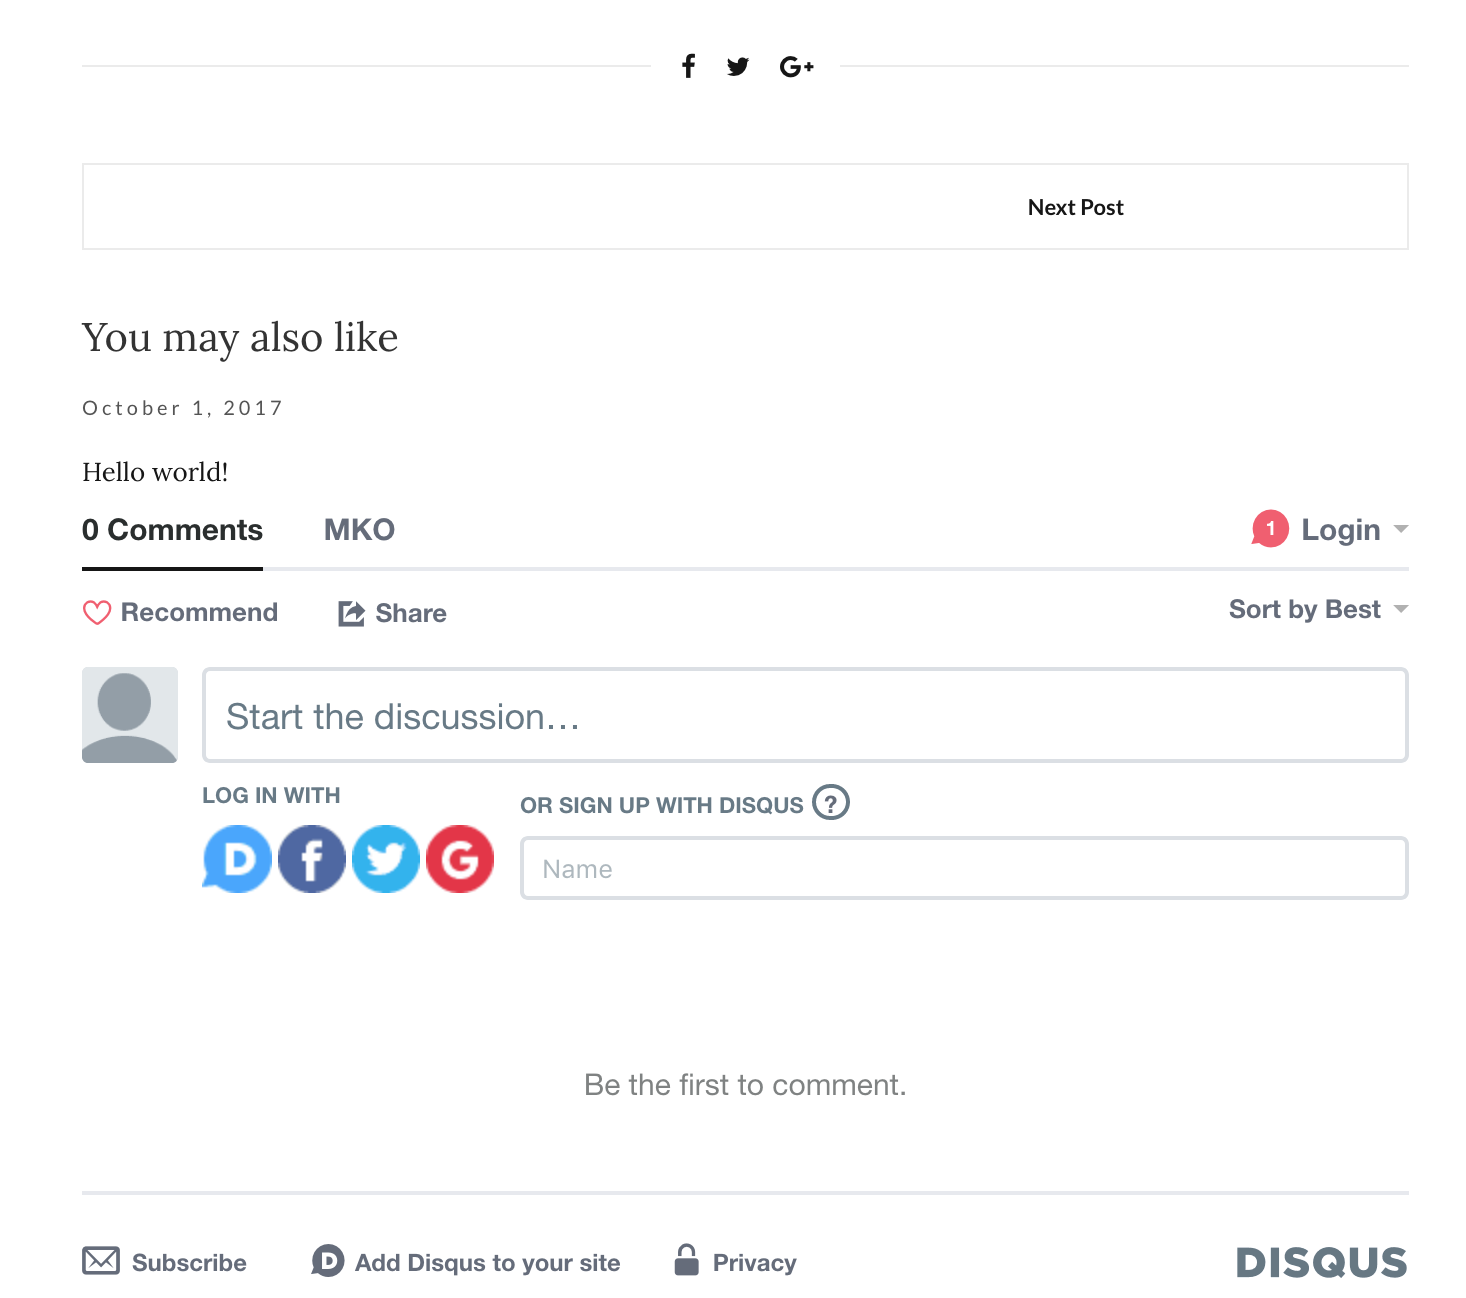 Next Post
You may also like
October 1, 2017
Hello world!
0 Comments MKO 1 Login
Recommend Share Sort by Best
Start the discussion...
LOG IN WITH
OR SIGN UP WITH DISQUS ?
Name
Be the first to comment.
Subscribe Add Disqus to your site Privacy DISQUS